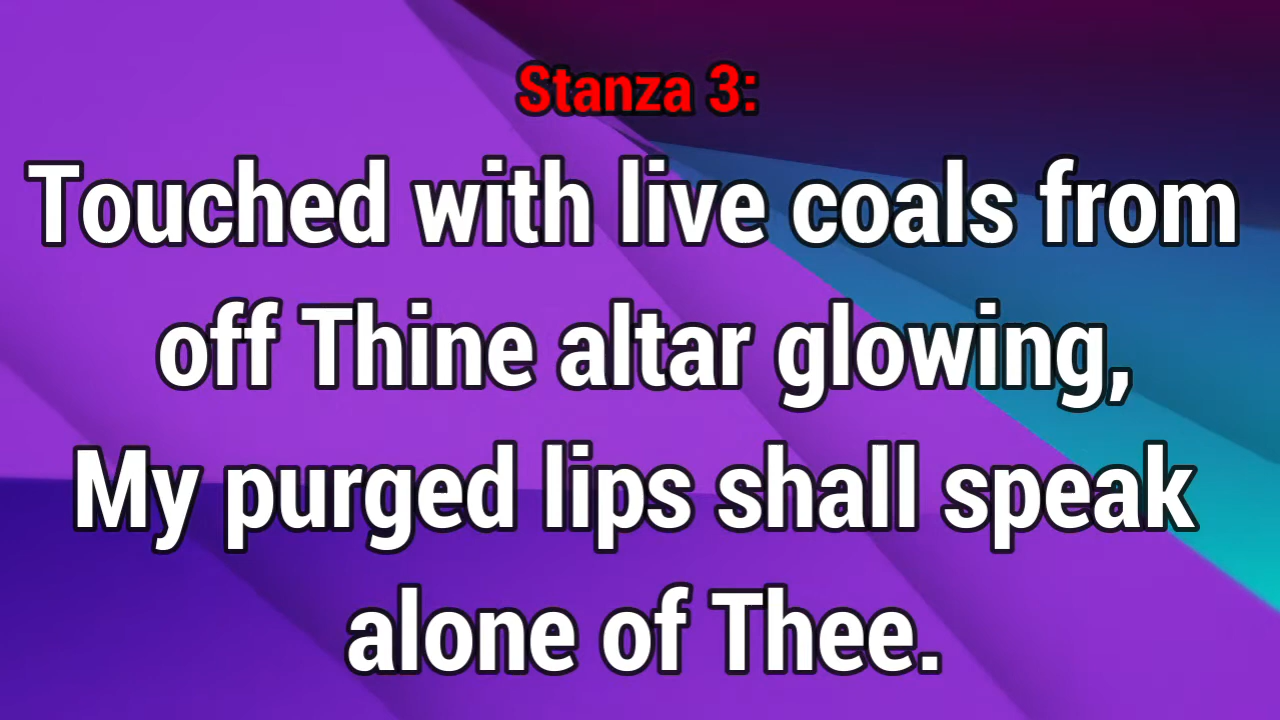 Stanza 3:
Touched with live coals from
off Thine altar glowing,
My purged lips shall speak
alone of Thee.